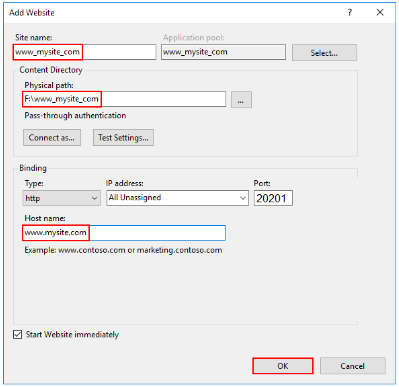 Add Website
? ×
Site name: Application pool:
www_mysite_com www_mysite_com Select...
Content Directory
Physical path:
F:\www_mysite_com ...
Pass-through authentication
Connect as... Test Settings...
Binding
Type: IP address: Port:
http All Unassigned 20201
Host name:
www.mysite.com
Example: www.contoso.com or marketing.contoso.com
Start Website immediately
OK Cancel